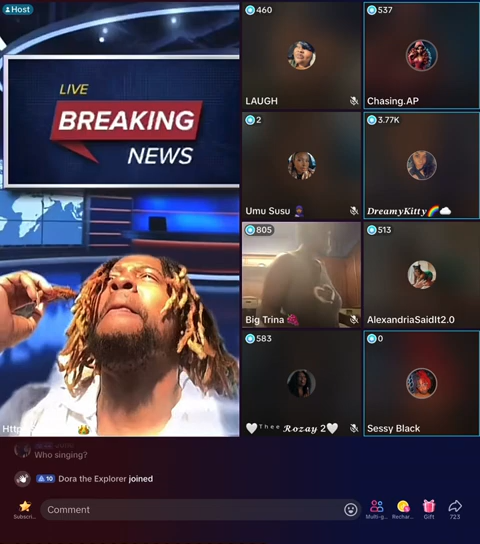 Host
LIVE
BREAKING
NEWS
Http
460
LAUGH
537
Chasing.AP
2
Umu Susu
3.77K
DreamyKitty🌈☁️
805
Big Trina
513
AlexandriaSaidIt2.0
583
🤍ᵀʰᵉᵉ 𝓡𝓸𝔃𝓪𝔂 2🤍
0
Sessy Black
Who singing?
10 Dora the Explorer joined
Comment
Subscri...
Multi-g...
Rechar...
Gift
723